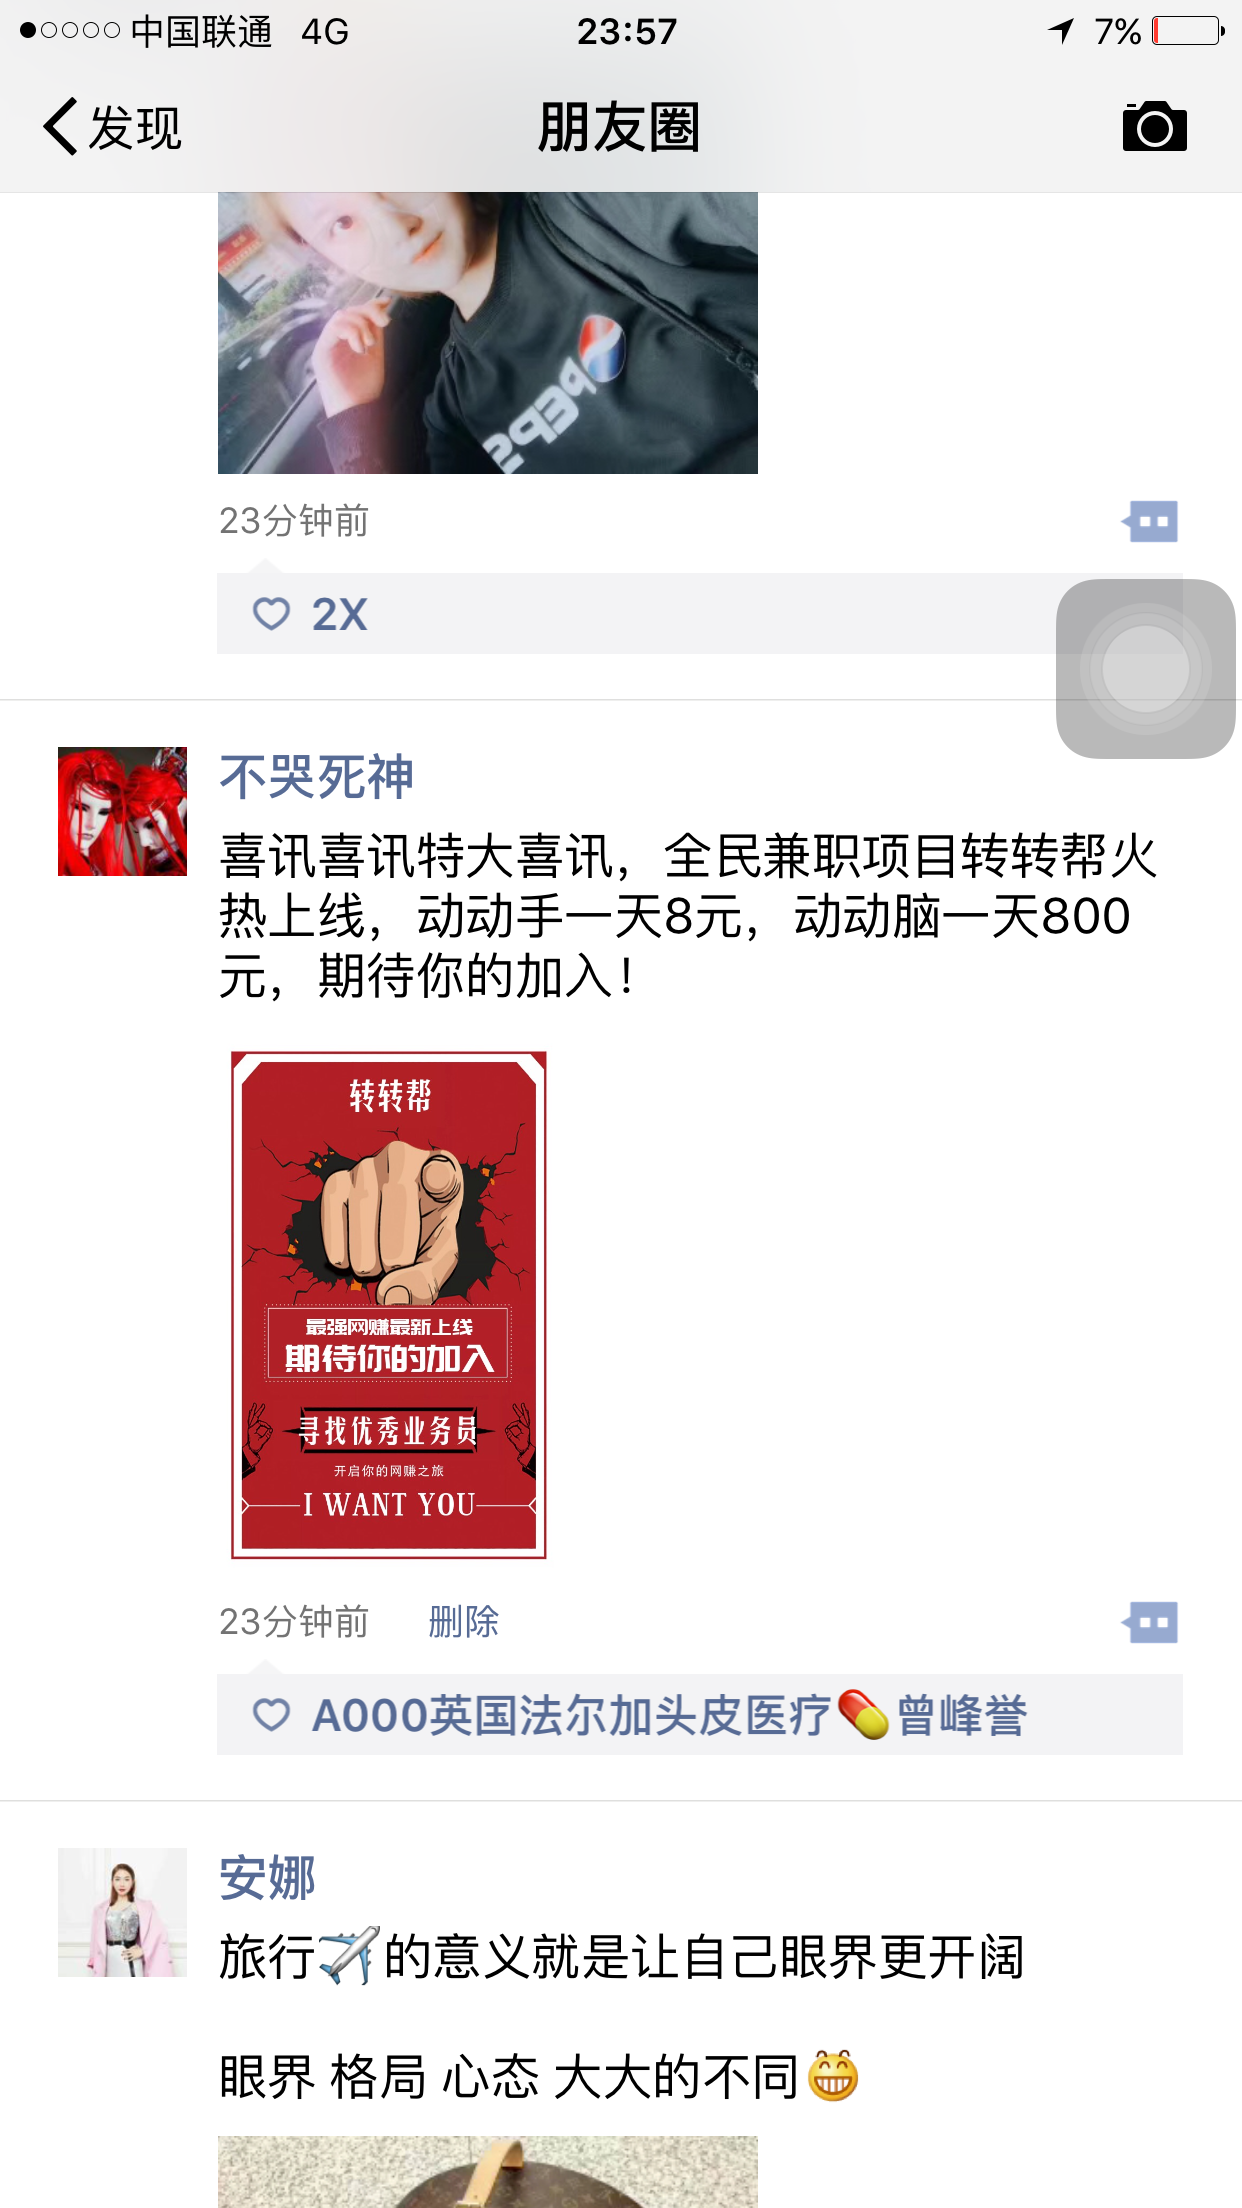 中国联通 4G 23:57 7%
发现 朋友圈
PEPS
23分钟前
2X
不哭死神
喜讯喜讯特大喜讯，全民兼职项目转转帮火
热上线，动动手一天8元，动动脑一天800
元，期待你的加入！
转转帮
最强网赚最新上线
期待你的加入
寻找优秀业务员
开启你的网赚之旅
I WANT YOU
23分钟前 删除
A000英国法尔加头皮医疗💊曾峰誉
安娜
旅行✈️的意义就是让自己眼界更开阔
眼界 格局 心态 大大的不同😁